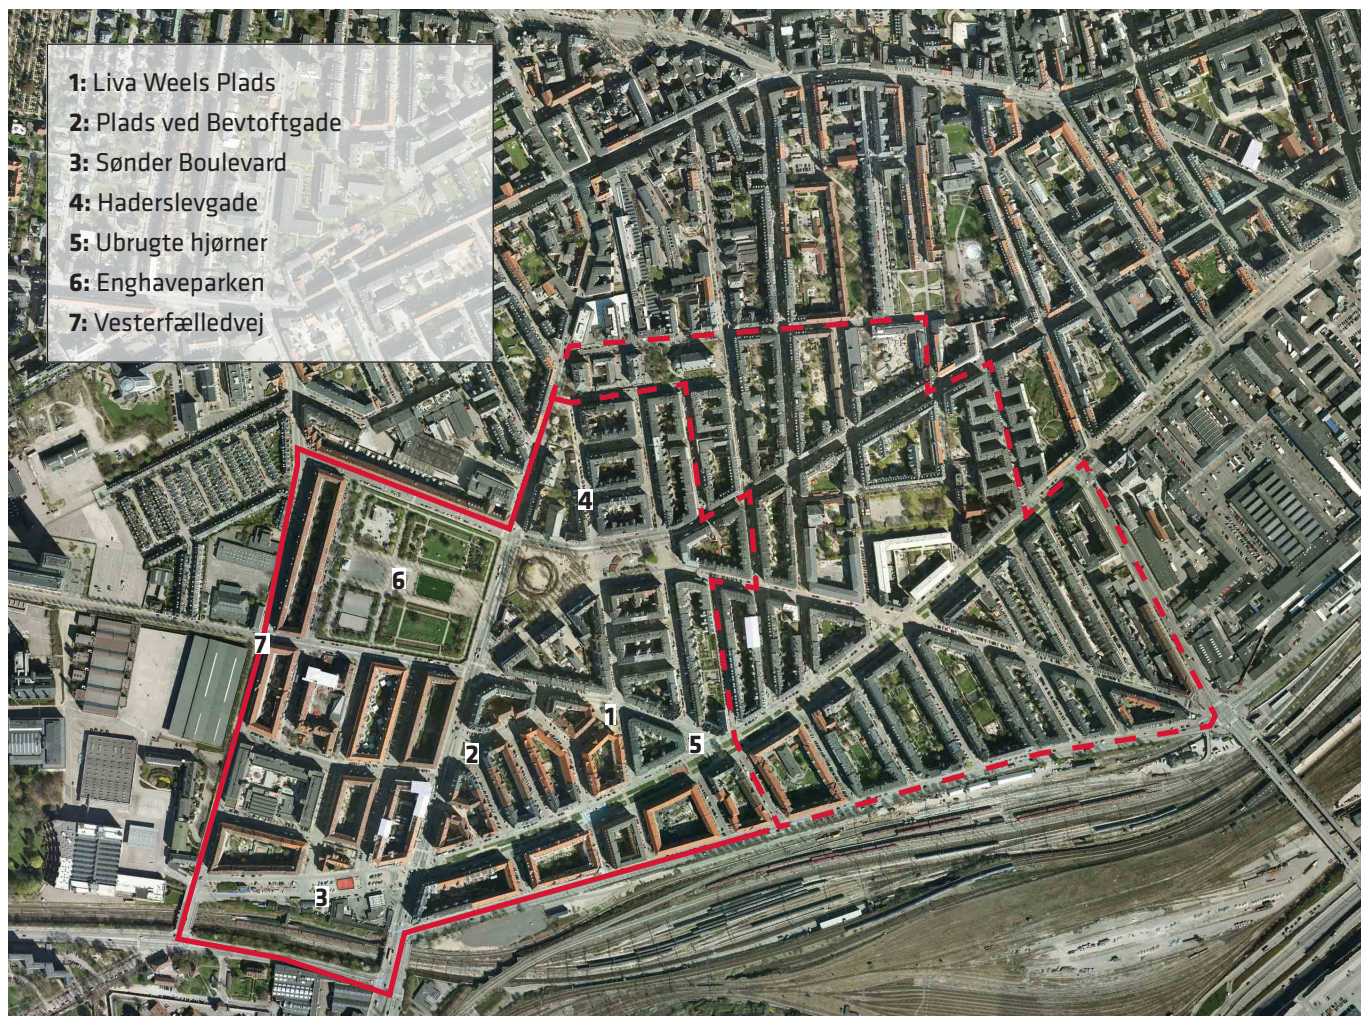 1: Liva Weels Plads
2: Plads ved Bevtoftgade
3: Sønder Boulevard
4: Haderslevgade
5: Ubrugte hjørner
6: Enghaveparken
7: Vesterfælledvej
4
6
7
1
2
5
3